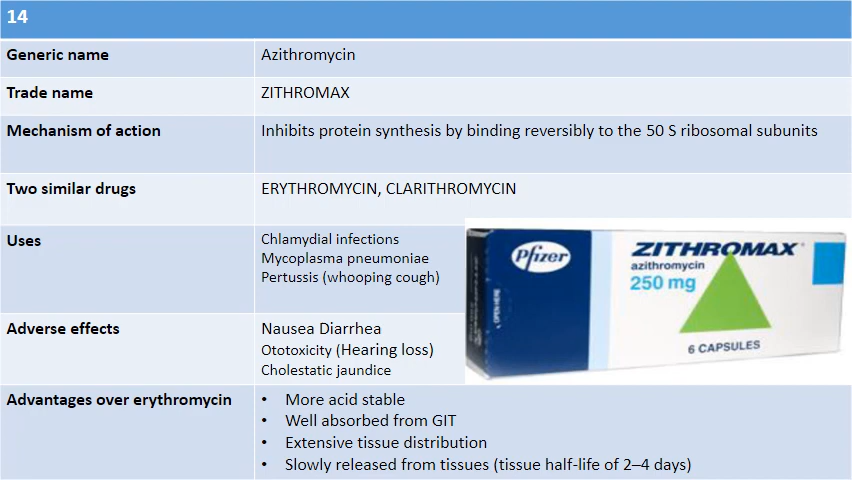 14
Generic name
Azithromycin
Trade name
ZITHROMAX
Mechanism of action
Inhibits protein synthesis by binding reversibly to the 50 S ribosomal subunits
Two similar drugs
ERYTHROMYCIN, CLARITHROMYCIN
Uses
Chlamydial infections
Mycoplasma pneumoniae
Pertussis (whooping cough)
Pfizer
ZITHROMAX®
azithromycin
250 mg
OPEN HERE
6 CAPSULES
Adverse effects
Nausea Diarrhea
Ototoxicity (Hearing loss)
Cholestatic jaundice
Advantages over erythromycin
• More acid stable
• Well absorbed from GIT
• Extensive tissue distribution
• Slowly released from tissues (tissue half-life of 2–4 days)